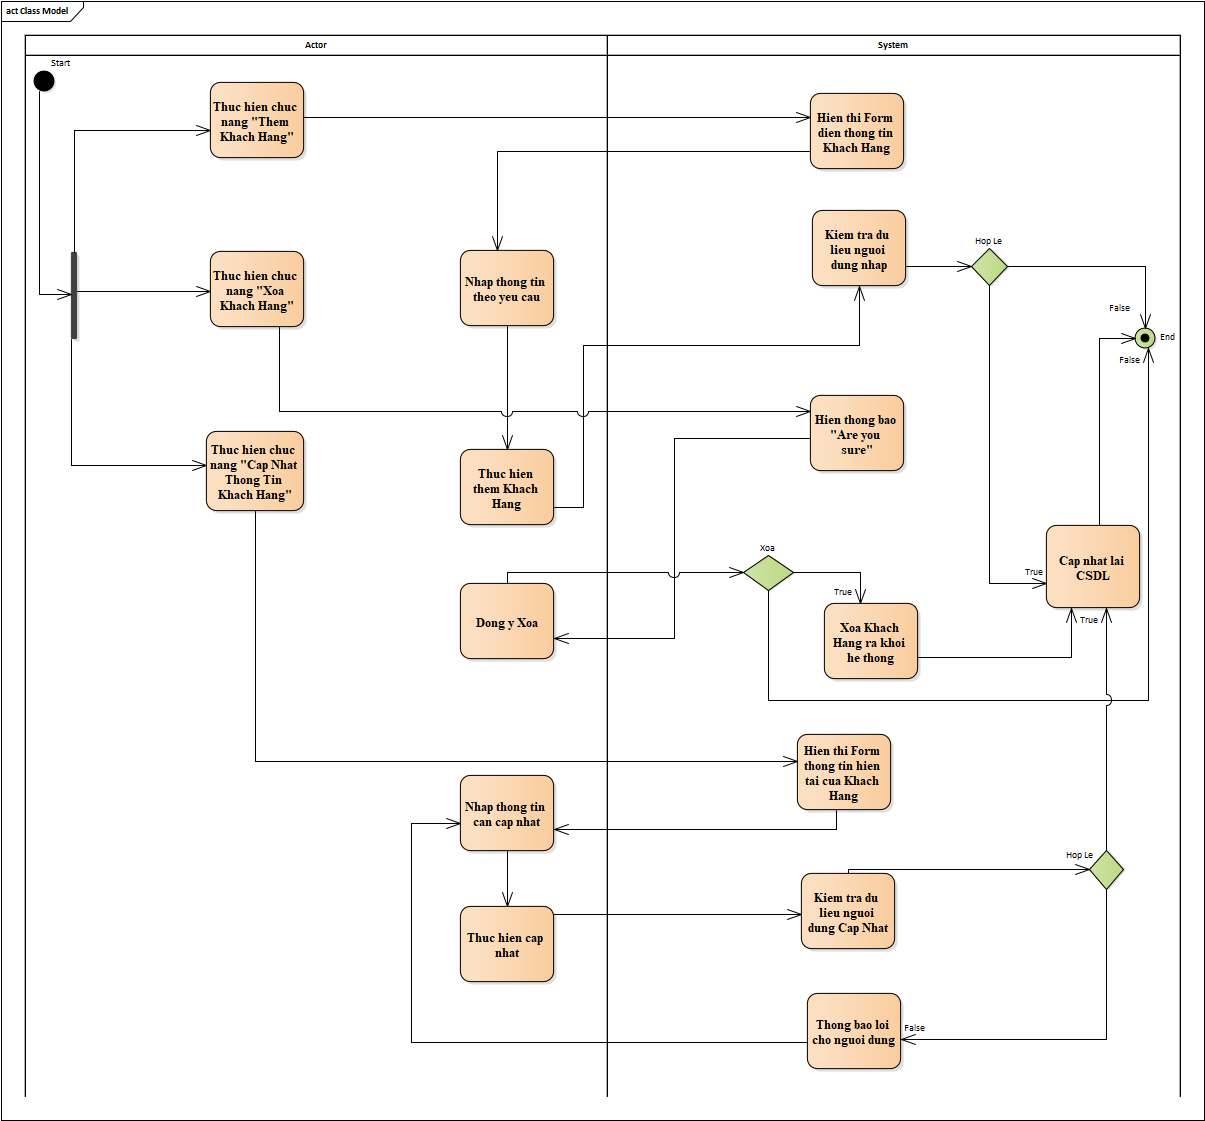 act Class Model
Actor
System
Start
Thuc hien chuc
nang "Them
Khach Hang"
Hien thi Form
dien thong tin
Khach Hang
Kiem tra du
lieu nguoi
dung nhap
Hop Le
Thuc hien chuc
nang "Xoa
Khach Hang"
Nhap thong tin
theo yeu cau
False
End
False
Hien thong bao
"Are you
sure"
Thuc hien chuc
nang "Cap Nhat
Thong Tin
Khach Hang"
Thuc hien
them Khach
Hang
Xoa
Cap nhat lai
CSDL
True
True
True
Dong y Xoa
Xoa Khach
Hang ra khoi
he thong
Hien thi Form
thong tin hien
tai cua Khach
Hang
Nhap thong tin
can cap nhat
Hop Le
Kiem tra du
lieu nguoi
dung Cap Nhat
Thuc hien cap
nhat
Thong bao loi
cho nguoi dung
False